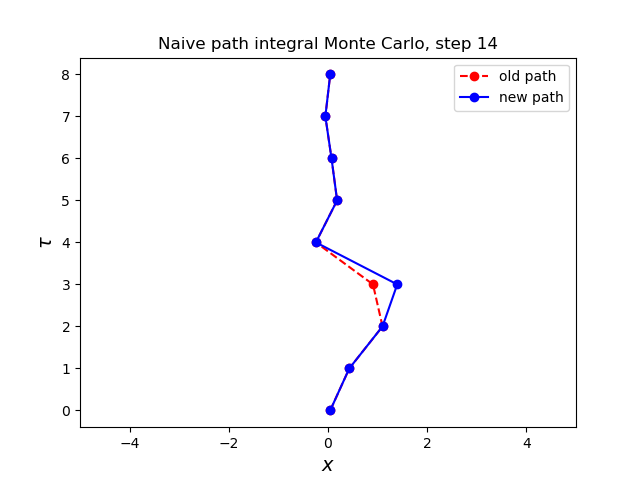 Naive path integral Monte Carlo, step 14
old path
new path
8
7
6
5
4
3
2
1
0
τ
−4 −2 0 2 4
x